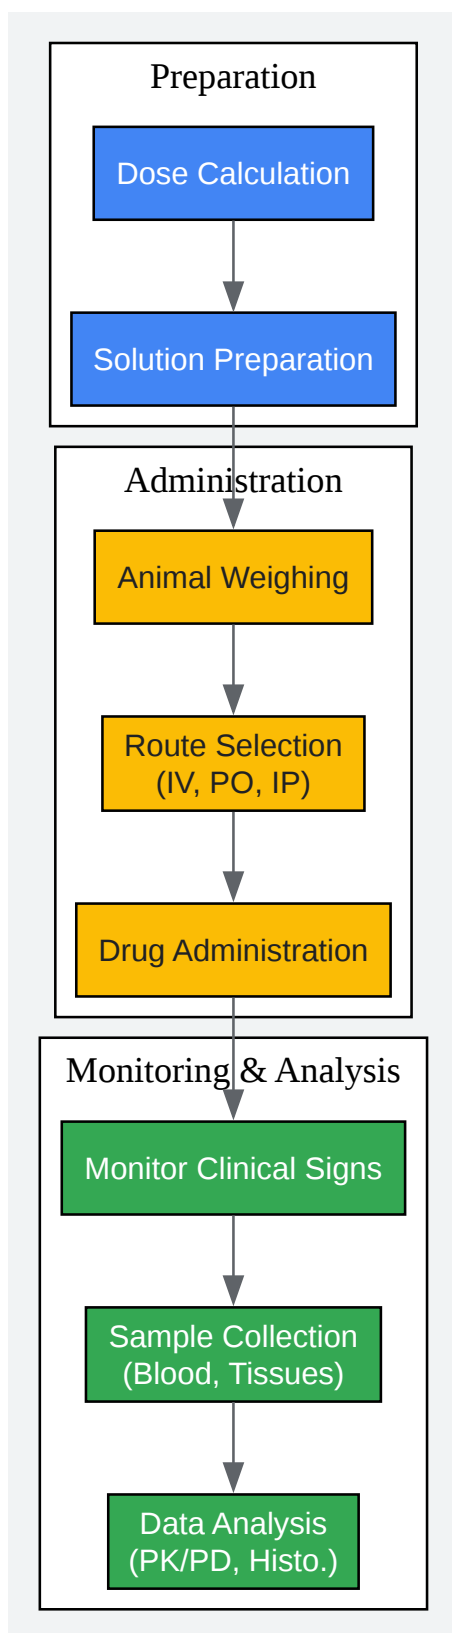 Preparation
Dose Calculation
Solution Preparation
Administration
Animal Weighing
Route Selection
(IV, PO, IP)
Drug Administration
Monitoring & Analysis
Monitor Clinical Signs
Sample Collection
(Blood, Tissues)
Data Analysis
(PK/PD, Histo.)